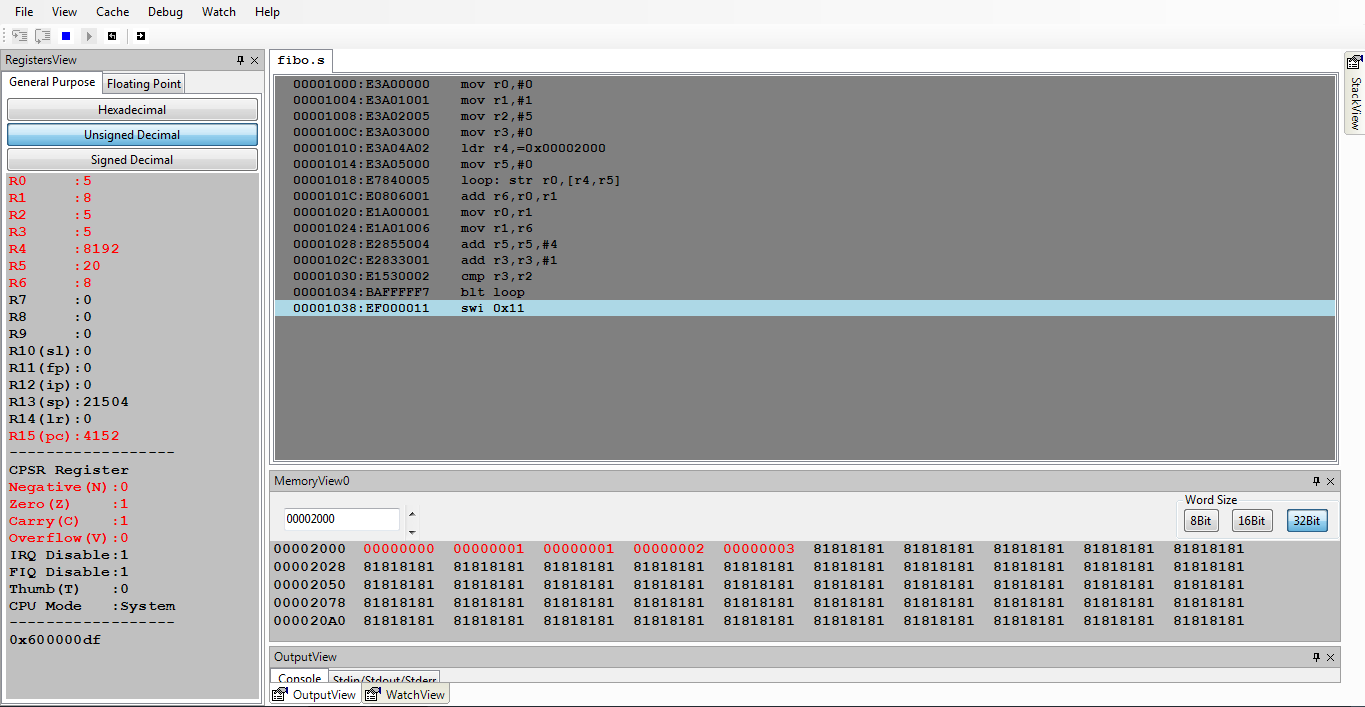 File View Cache Debug Watch Help
RegistersView
General Purpose Floating Point
Hexadecimal
Unsigned Decimal
Signed Decimal
R0 :5
R1 :8
R2 :5
R3 :5
R4 :8192
R5 :20
R6 :8
R7 :0
R8 :0
R9 :0
R10(sl):0
R11(fp):0
R12(ip):0
R13(sp):21504
R14(lr):0
R15(pc):4152
------------------
CPSR Register
Negative(N):0
Zero(Z) :1
Carry(C) :1
Overflow(V):0
IRQ Disable:1
FIQ Disable:1
Thumb(T) :0
CPU Mode :System
------------------
0x600000df
fibo.s
00001000:E3A00000 mov r0,#0
00001004:E3A01001 mov r1,#1
00001008:E3A02005 mov r2,#5
0000100C:E3A03000 mov r3,#0
00001010:E3A04A02 ldr r4,=0x00002000
00001014:E3A05000 mov r5,#0
00001018:E7840005 loop: str r0,[r4,r5]
0000101C:E0806001 add r6,r0,r1
00001020:E1A00001 mov r0,r1
00001024:E1A01006 mov r1,r6
00001028:E2855004 add r5,r5,#4
0000102C:E2833001 add r3,r3,#1
00001030:E1530002 cmp r3,r2
00001034:BAFFFFF7 blt loop
00001038:EF000011 swi 0x11
StackView
MemoryView0
00002000
Word Size
8Bit 16Bit 32Bit
00002000 00000000 00000001 00000001 00000002 00000003 81818181 81818181 81818181 81818181 81818181
00002028 81818181 81818181 81818181 81818181 81818181 81818181 81818181 81818181 81818181 81818181
00002050 81818181 81818181 81818181 81818181 81818181 81818181 81818181 81818181 81818181 81818181
00002078 81818181 81818181 81818181 81818181 81818181 81818181 81818181 81818181 81818181 81818181
000020A0 81818181 81818181 81818181 81818181 81818181 81818181 81818181 81818181 81818181 81818181
OutputView
Console Stdin/Stdout/Stderr
OutputView WatchView